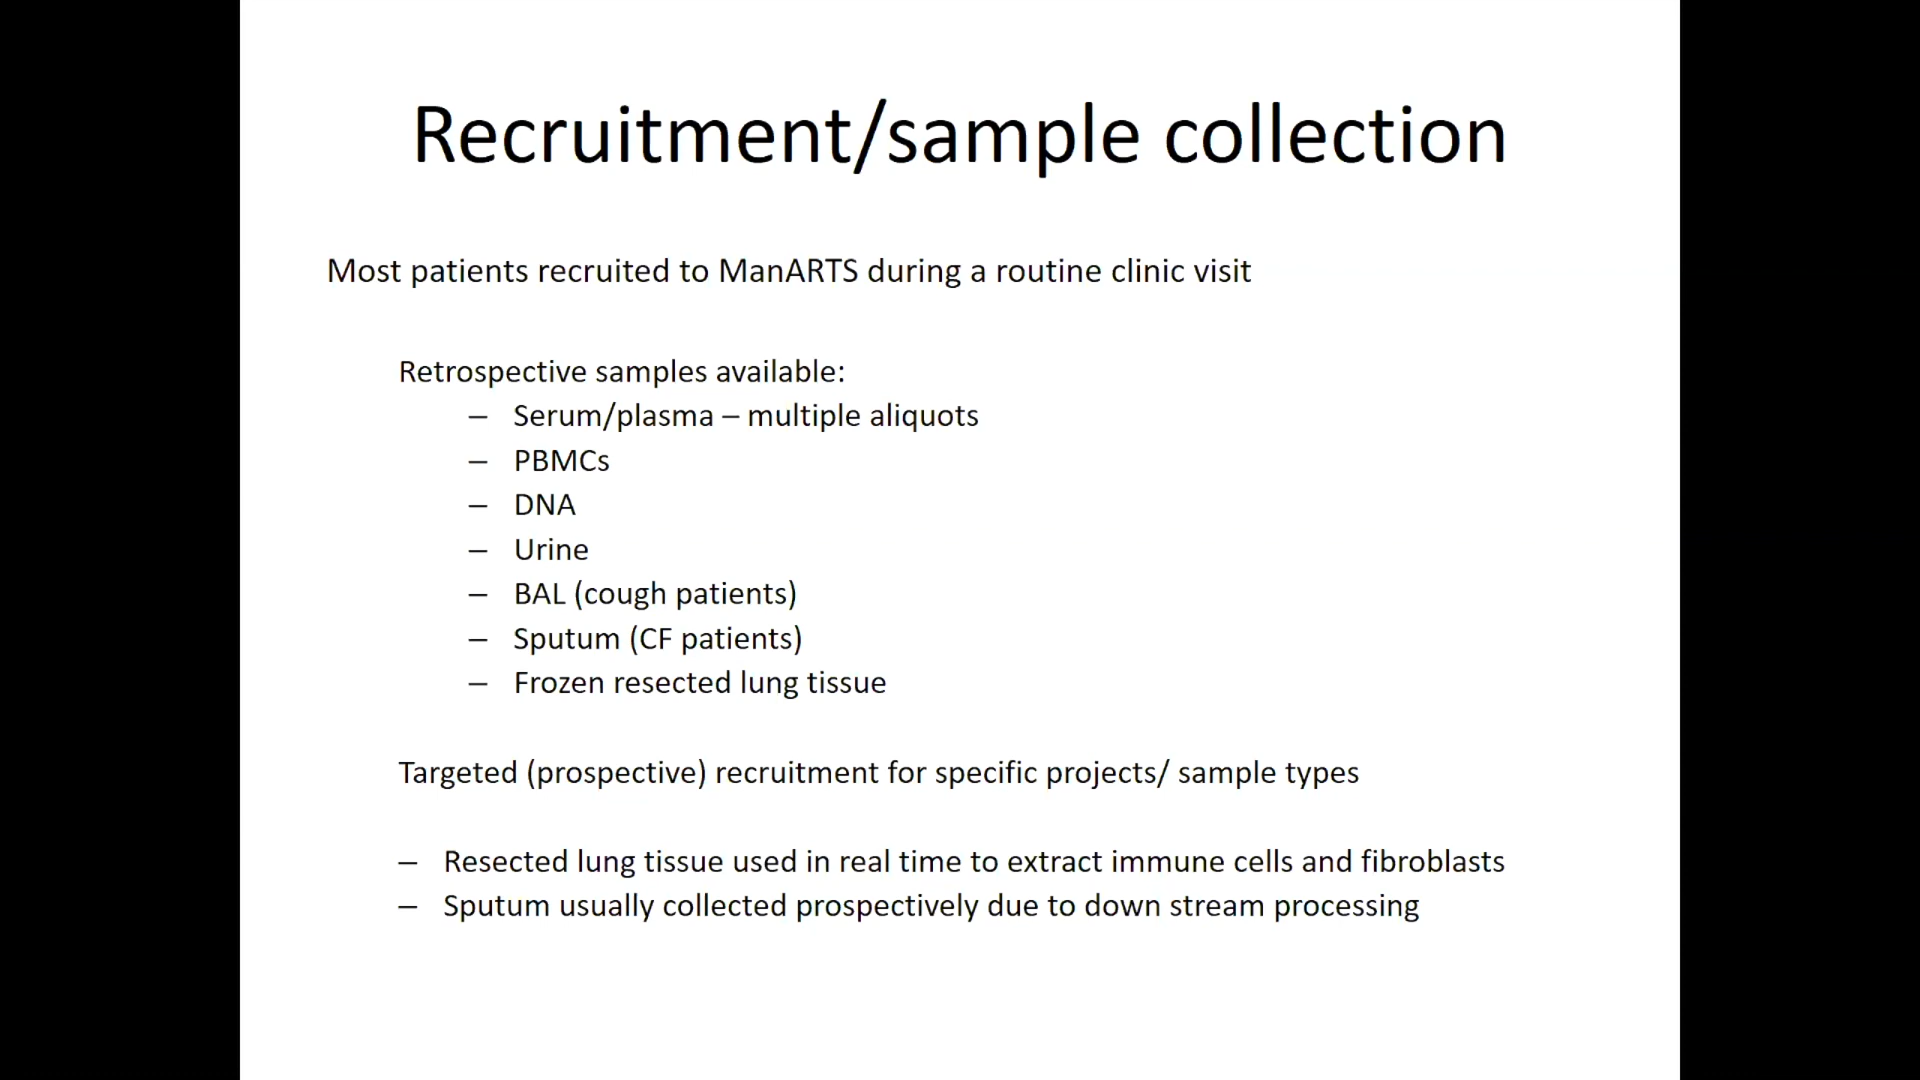 Recruitment/sample collection
Most patients recruited to ManARTS during a routine clinic visit
Retrospective samples available:
– Serum/plasma – multiple aliquots
– PBMCs
– DNA
– Urine
– BAL (cough patients)
– Sputum (CF patients)
– Frozen resected lung tissue
Targeted (prospective) recruitment for specific projects/ sample types
– Resected lung tissue used in real time to extract immune cells and fibroblasts
– Sputum usually collected prospectively due to down stream processing